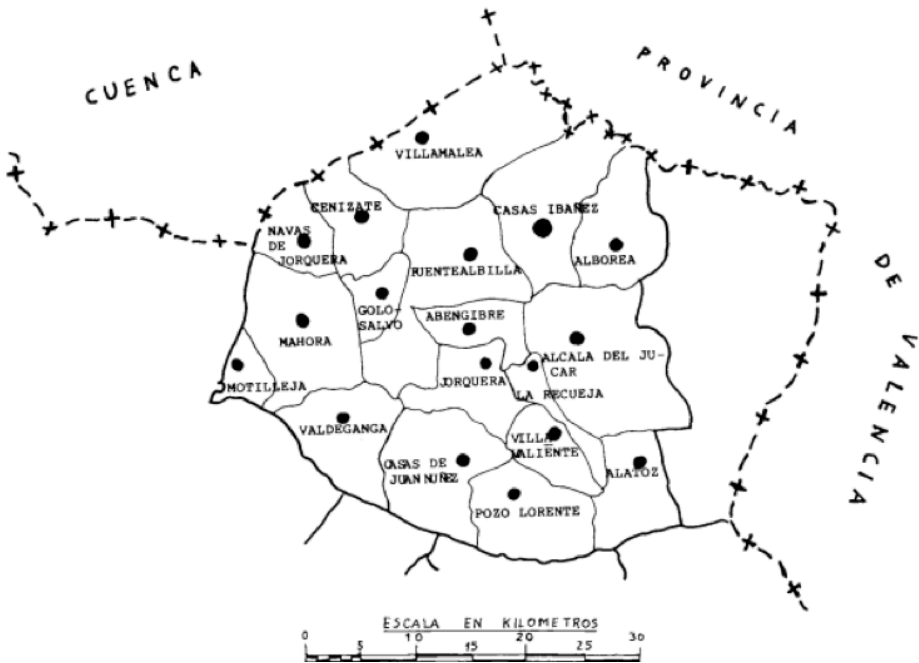 CUENCA
PROVINCIA
DE VALENCIA
VILLAMALEA
CENIZATE
CASAS IBAÑEZ
NAVAS
DE
JORQUERA
FUENTEALBILLA
ALBOREA
GOLO-
SALVO
ABENGIBRE
MAHORA
ALCALA DEL JU-
CAR
JORQUERA
MOTILLEJA
LA RECUEJA
VALDEGANGA
VILLA
VALIENTE
CASAS DE
JUAN NUÑEZ
ALATOZ
POZO LORENTE
ESCALA EN KILOMETROS
0 10 20 30
5 15 25